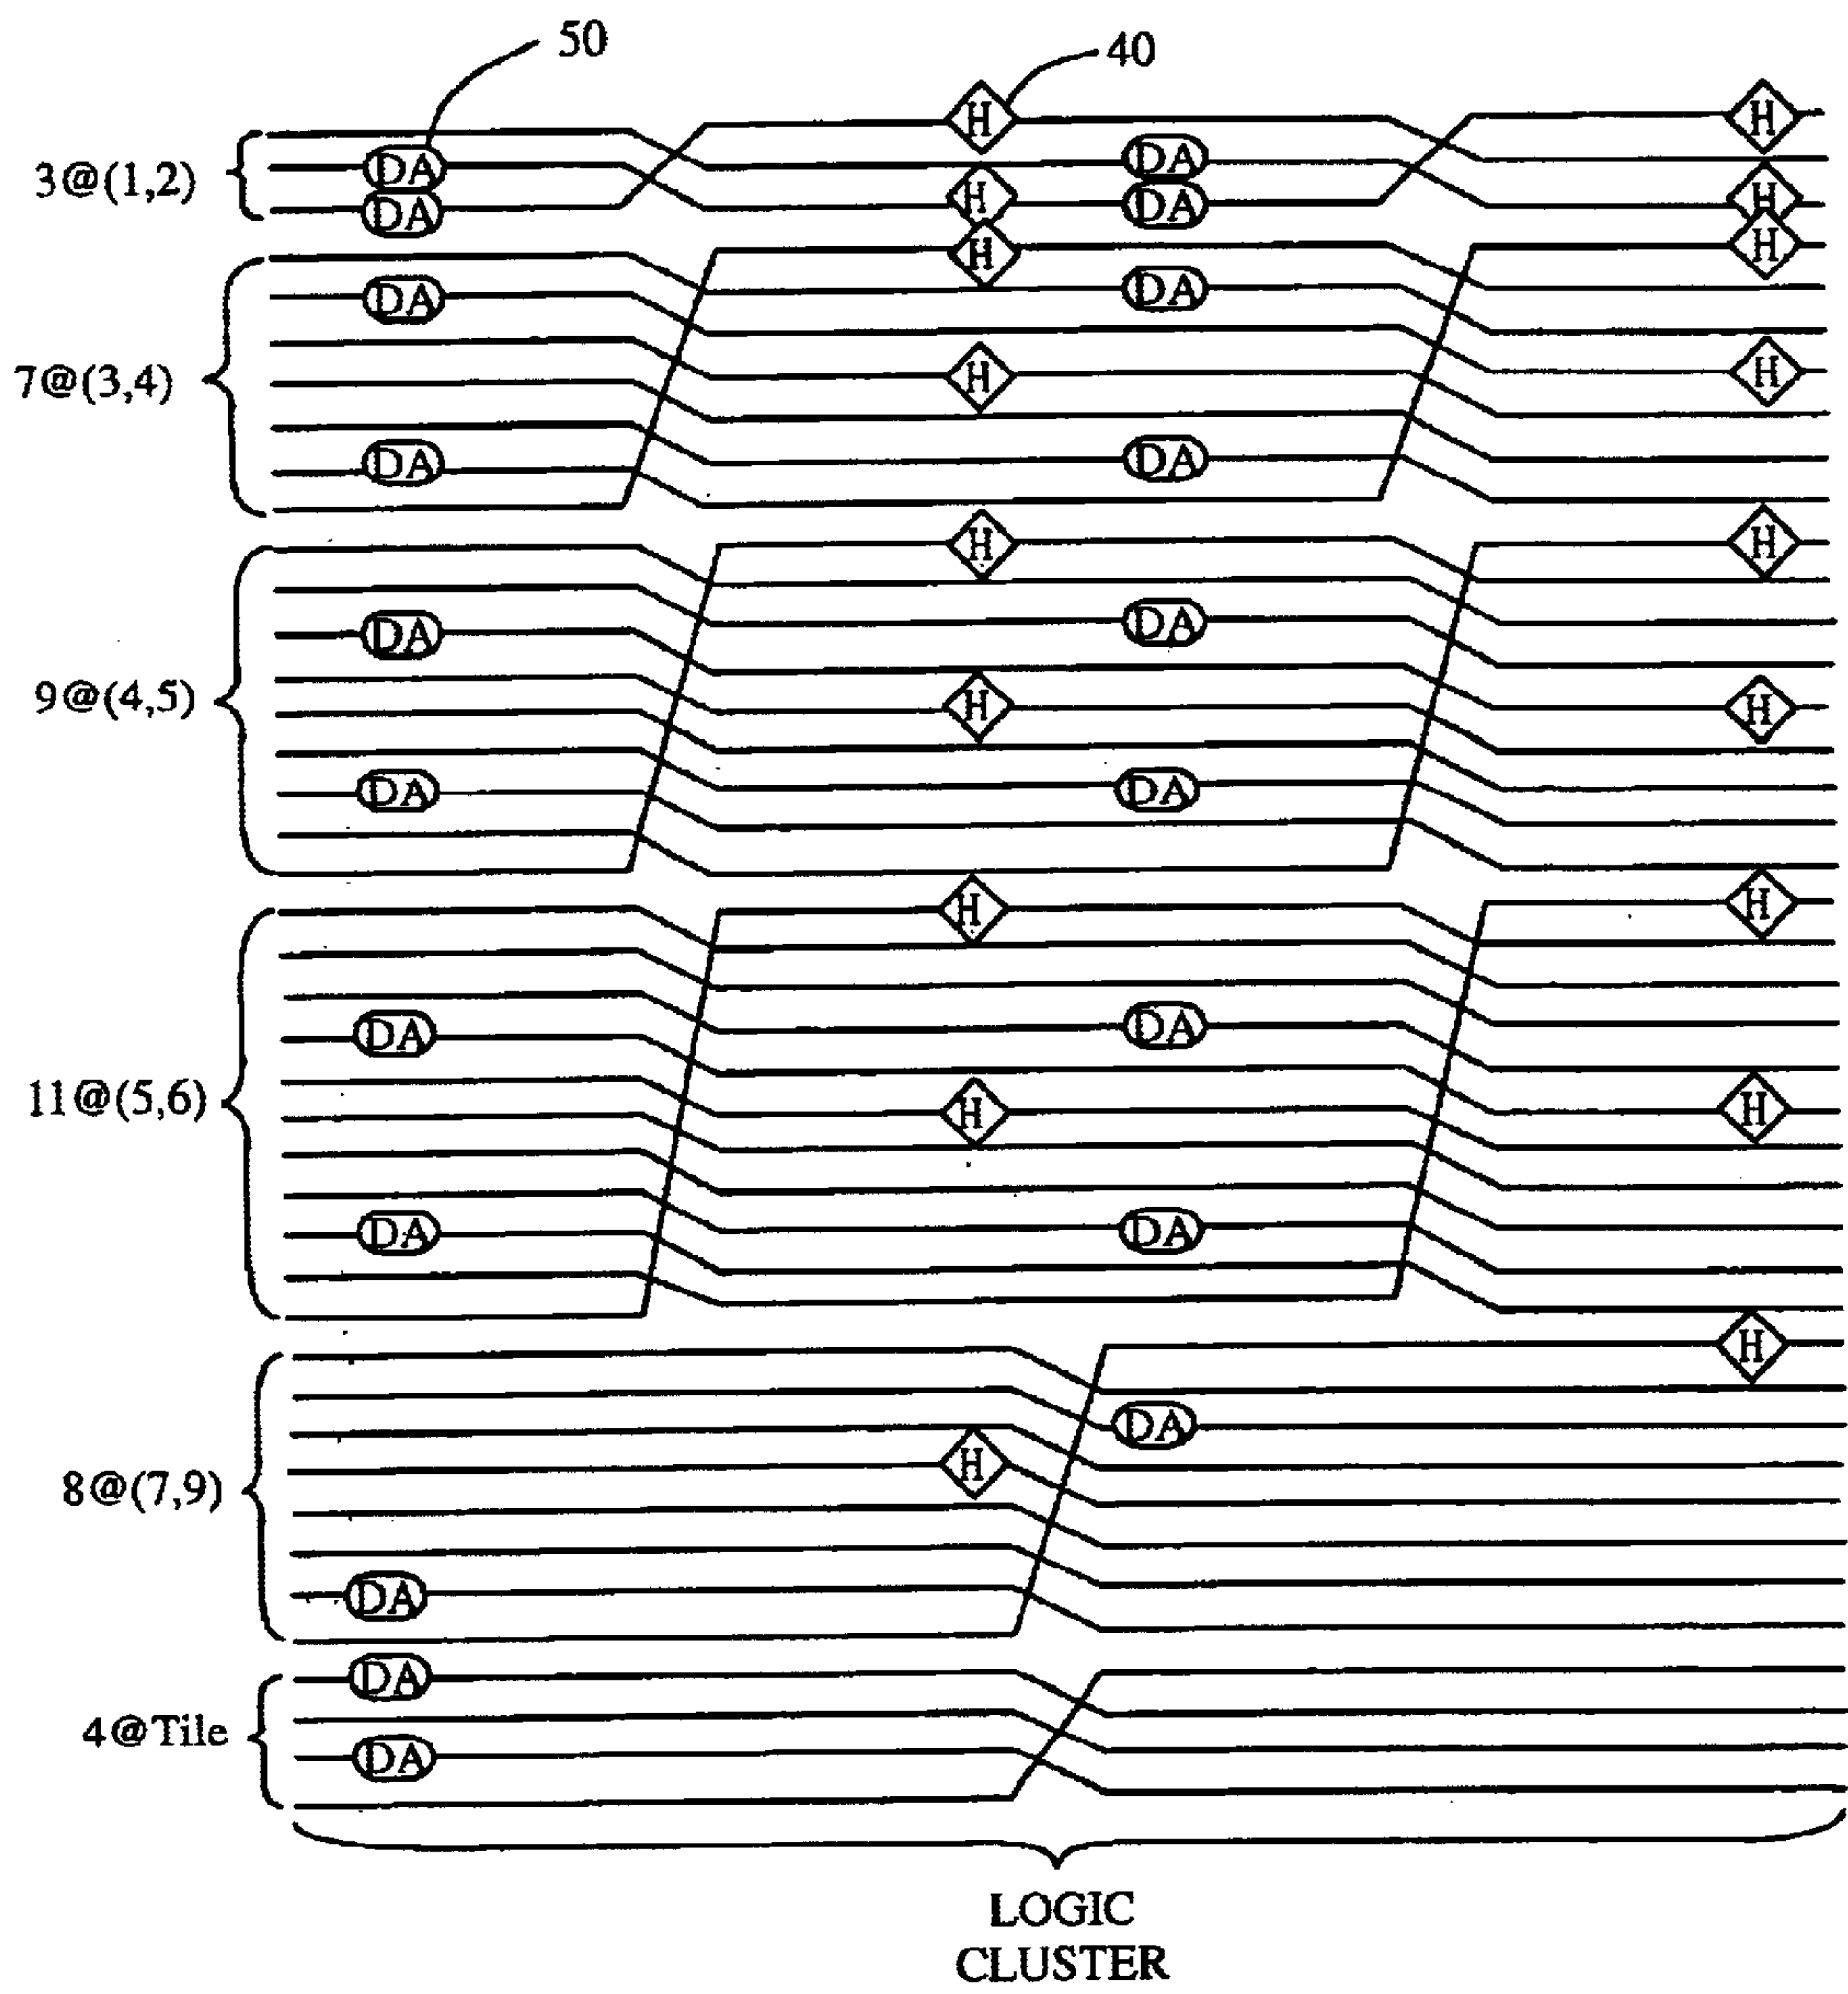 50
40
H H
3@(1,2) DA DA
H H
DA DA
H H
DA DA
7@(3,4) H H
DA DA
H H
DA DA
9@(4,5) H H
DA DA
H H
DA DA
11@(5,6) H H
DA DA
H
DA
8@(7,9) H
DA
DA
4@Tile
DA
LOGIC
CLUSTER